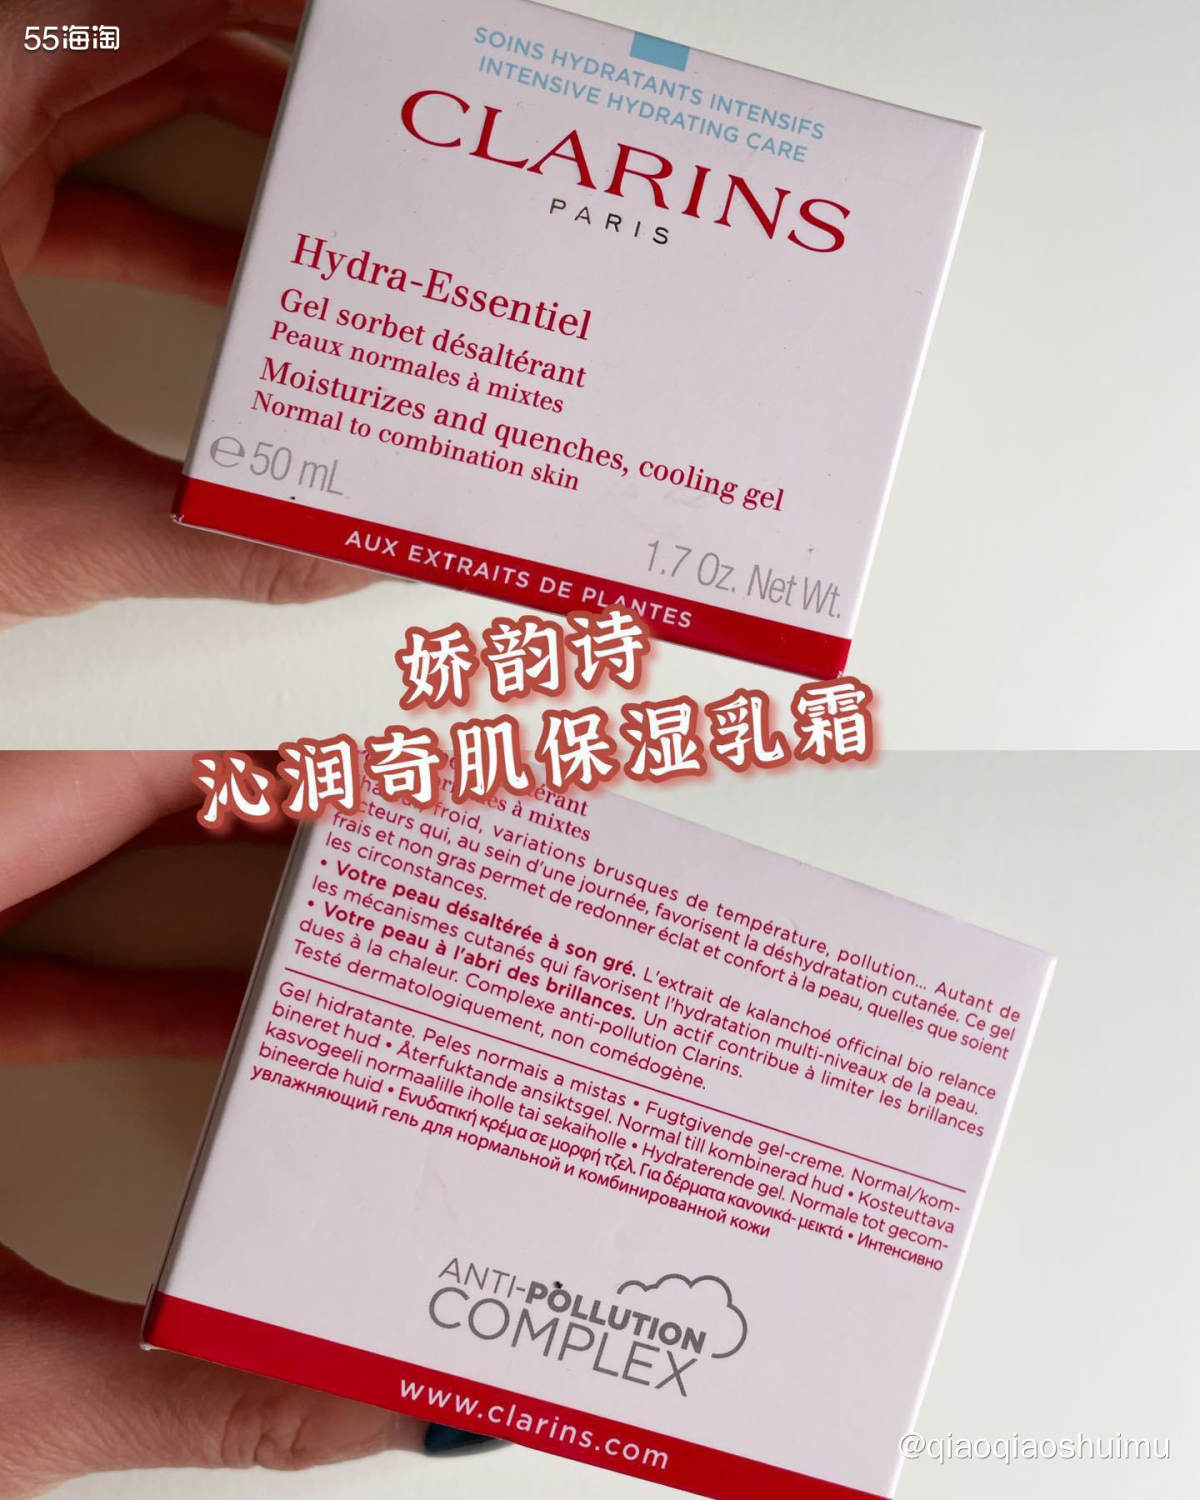 55海淘
SOINS HYDRATANTS INTENSIFS
INTENSIVE HYDRATING CARE
CLARINS
PARIS
Hydra-Essentiel
Gel sorbet désaltérant
Peaux normales à mixtes
Moisturizes and quenches, cooling gel
Normal to combination skin
e50 mL
1.7 Oz. Net Wt.
AUX EXTRAITS DE PLANTES
娇韵诗
沁润奇肌保湿乳霜
à mixtes
froid, variations brusques de température, pollution... Autant de
cteurs qui, au sein d'une journée, favorisent la déshydratation cutanée. Ce gel
frais et non gras permet de redonner éclat et confort à la peau, quelles que soient
les circonstances.
• Votre peau désaltérée à son gré. L'extrait de kalanchoé officinal bio relance
les mécanismes cutanés qui favorisent l'hydratation multi-niveaux de la peau.
• Votre peau à l'abri des brillances. Un actif contribue à limiter les brillances
dues à la chaleur. Complexe anti-pollution Clarins.
Testé dermatologiquement, non comédogène.
Gel hidratante. Peles normais a mistas • Fugtgivende gel-creme. Normal/kom-
bineret hud • Återfuktande ansiktsgel. Normal till kombinerad hud • Kosteuttava
kasvogeeli normaalille iholle tai sekaiholle • Hydraterende gel. Normale tot gecom-
bineerde huid • Ενυδατική κρέμα σε μορφή τζελ. Για δέρματα κανονικά-μεικτά • Интенсивно
увлажняющий гель для нормальной и комбинированной кожи
ANTI-POLLUTION
COMPLEX
www.clarins.com
@qiaoqiaoshuimu